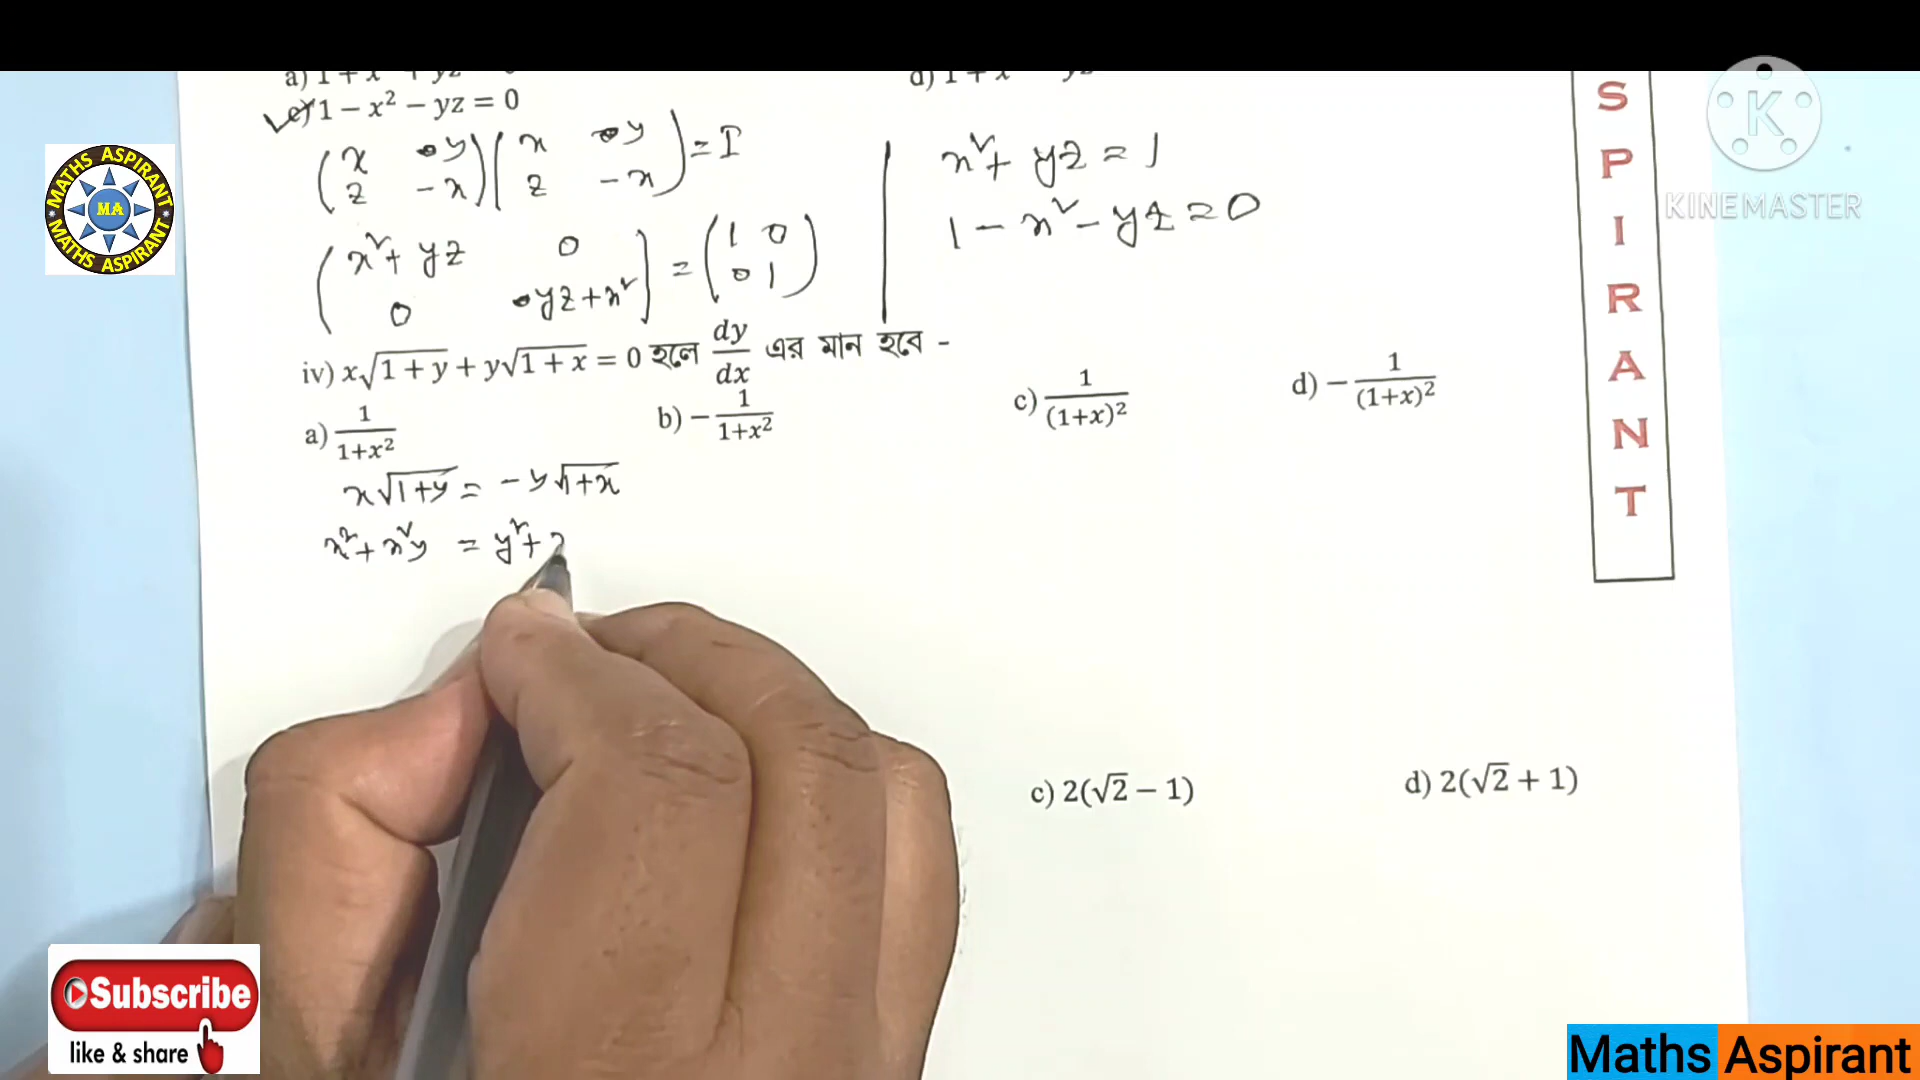 c) 1 − x² − yz = 0
(x y) (x y) = I
(z −x) (z −x)
(x² + yz 0) = (1 0)
(0 yz + x²) (0 1)
x² + yz = 1
1 − x² − yz = 0
iv) x√(1 + y) + y√(1 + x) = 0 হলে dy/dx এর মান হবে -
a) 1/(1+x²) b) − 1/(1+x²) c) 1/(1+x)² d) − 1/(1+x)²
x√(1+y) = −y√(1+x)
x² + x²y = y² +
c) 2(√2 − 1) d) 2(√2 + 1)
SPIRANT
MATHS ASPIRANT
MA
MATHS ASPIRANT
K
KINEMASTER
Subscribe
like & share
Maths Aspirant